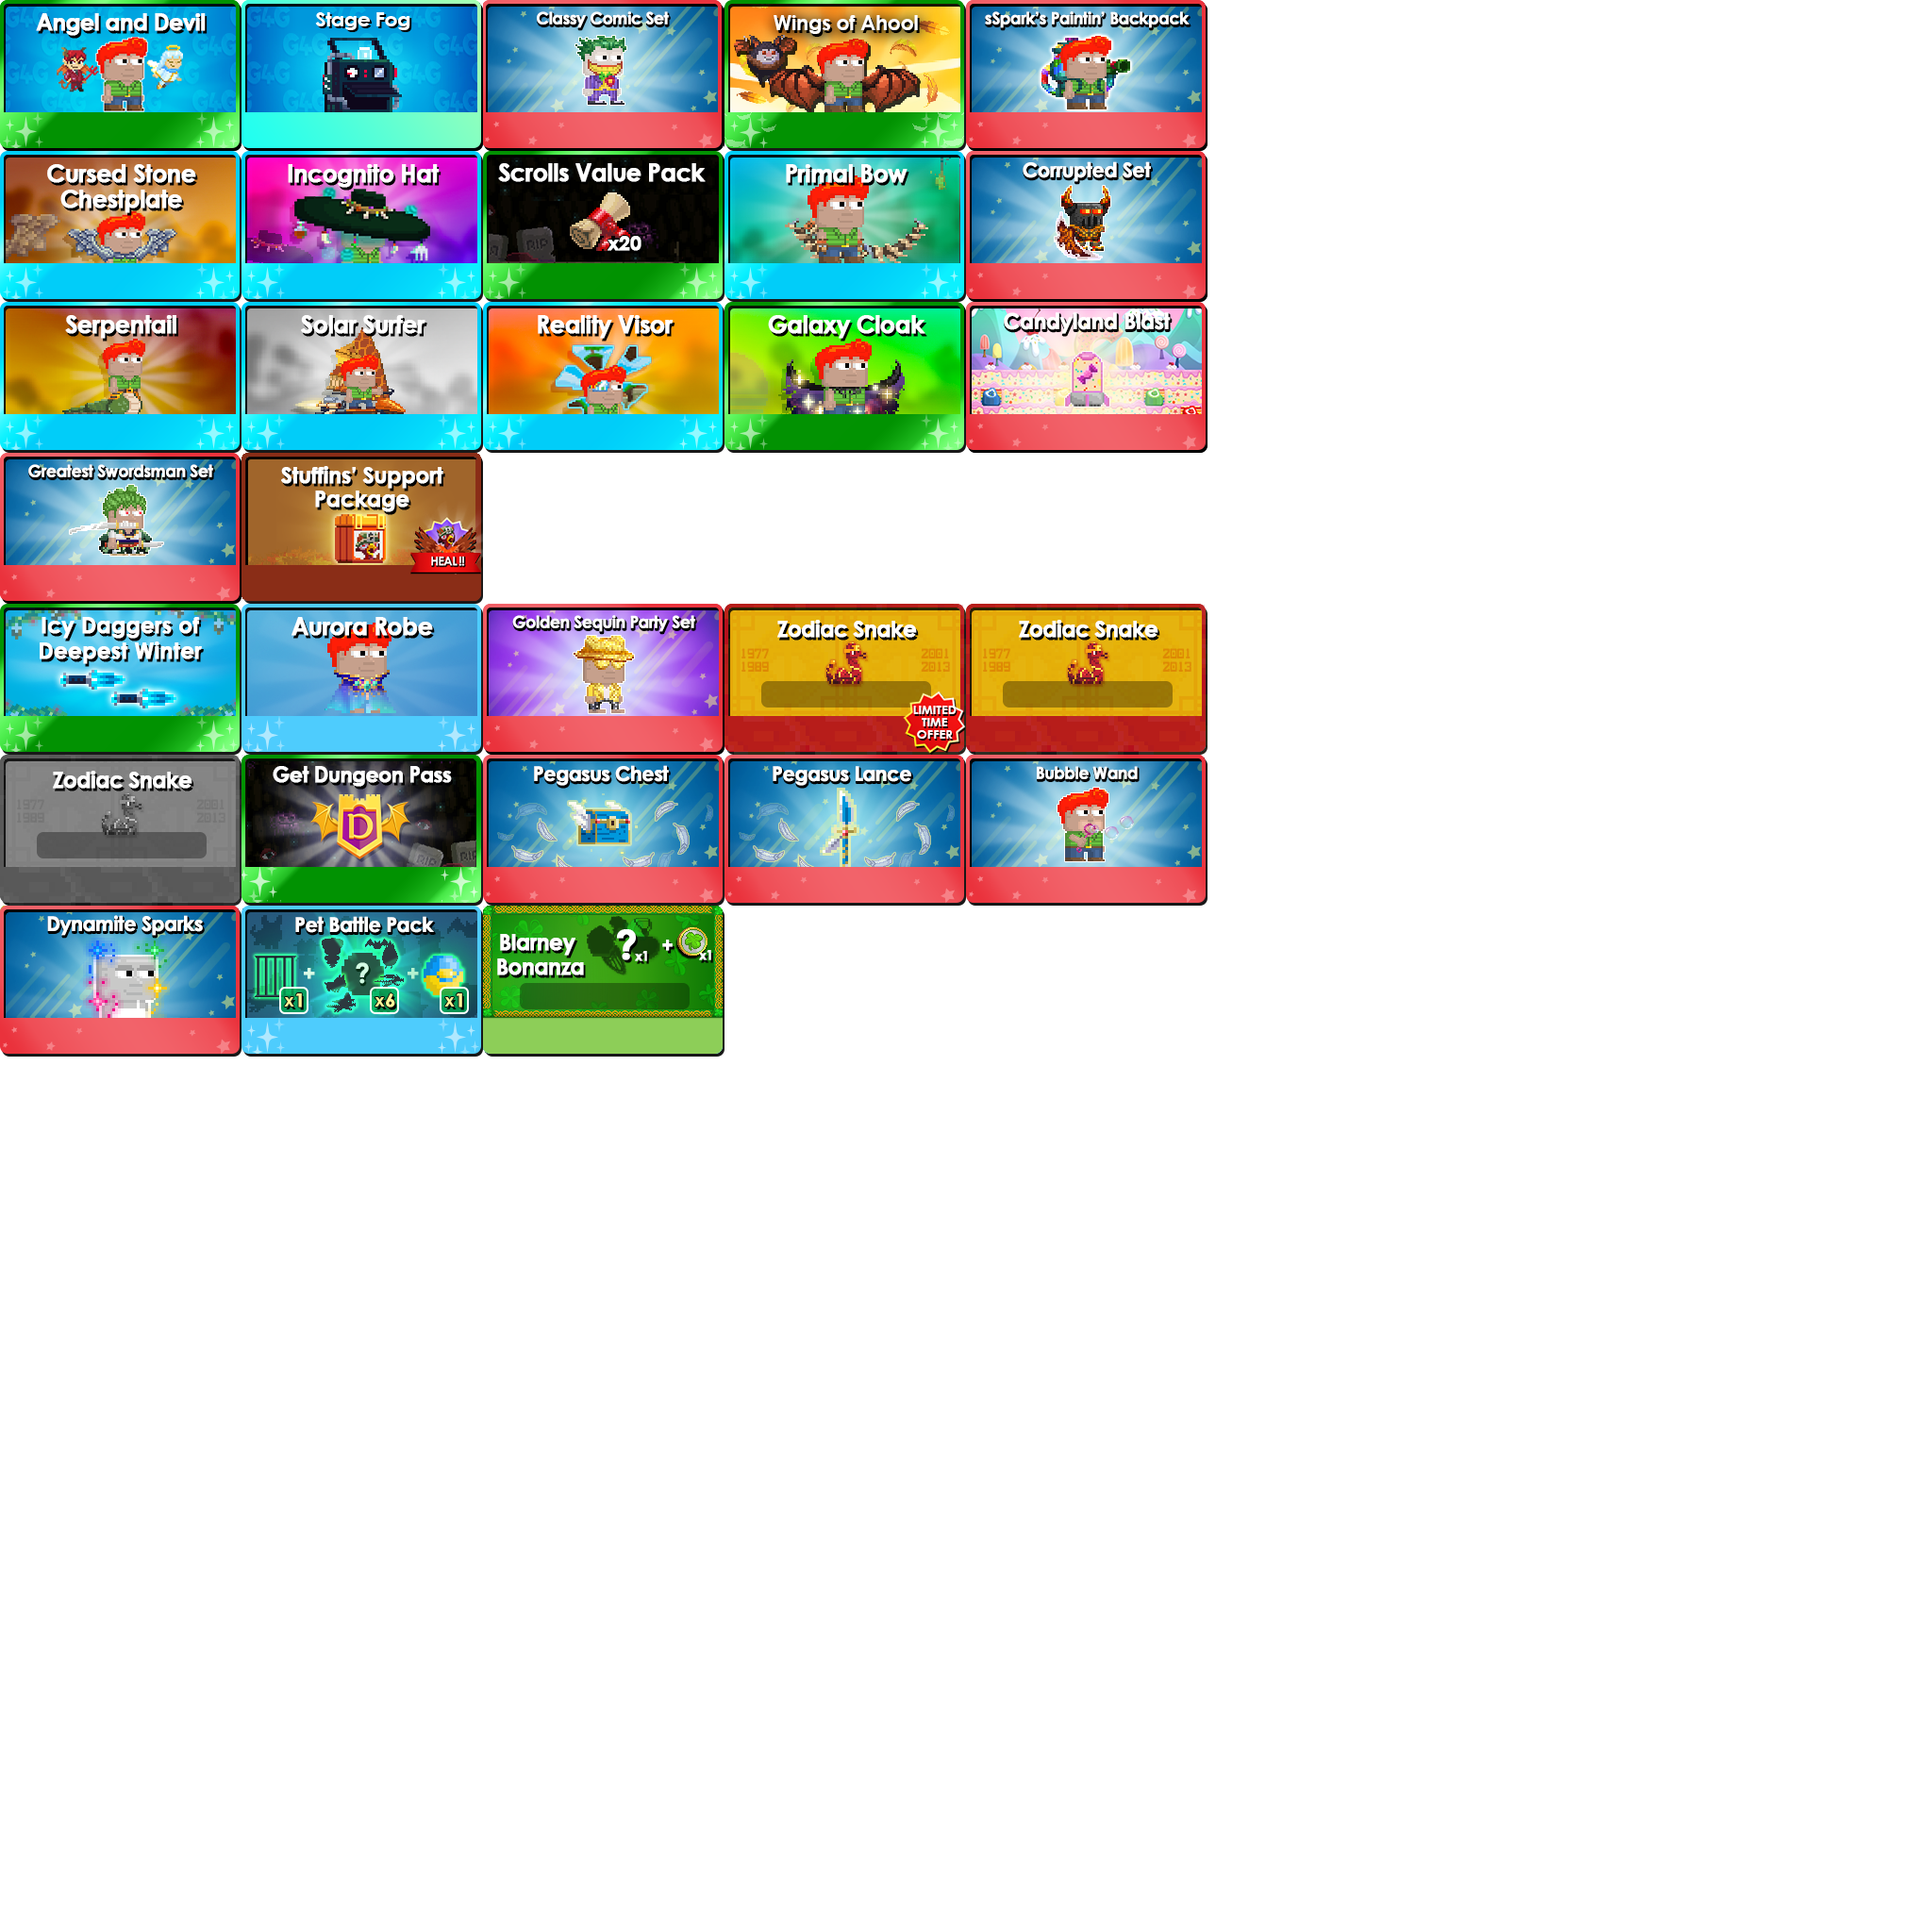 Angel and Devil
Stage Fog
G4G
Classy Comic Set
Wings of Ahool
sSpark's Paintin' Backpack
Cursed Stone
Chestplate
Incognito Hat
Scrolls Value Pack
RIP
x20
Primal Bow
Corrupted Set
Serpentail
Solar Surfer
Reality Visor
Galaxy Cloak
Candyland Blast
Greatest Swordsman Set
Stuffins' Support
Package
HEAL!!
Icy Daggers of
Deepest Winter
Aurora Robe
Golden Sequin Party Set
Zodiac Snake
1977 2001
1989 2013
LIMITED
TIME
OFFER
Zodiac Snake
1977 2001
1989 2013
Zodiac Snake
1977 2001
1989 2013
Get Dungeon Pass
D
RIP
RIP
Pegasus Chest
Pegasus Lance
Bubble Wand
Dynamite Sparks
Pet Battle Pack
+ ? +
x1 x6 x1
Blarney
Bonanza
? x1 + x1